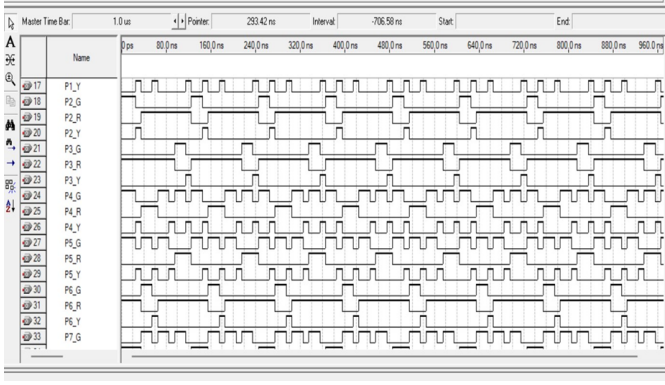 Master Time Bar: 1.0 us Pointer: 293.42 ns Interval: -706.58 ns Start: End:
Name
0 ps 80.0 ns 160.0 ns 240.0 ns 320.0 ns 400.0 ns 480.0 ns 560.0 ns 640.0 ns 720.0 ns 800.0 ns 880.0 ns 960.0 ns
17 P1_Y
18 P2_G
19 P2_R
20 P2_Y
21 P3_G
22 P3_R
23 P3_Y
24 P4_G
25 P4_R
26 P4_Y
27 P5_G
28 P5_R
29 P5_Y
30 P6_G
31 P6_R
32 P6_Y
33 P7_G